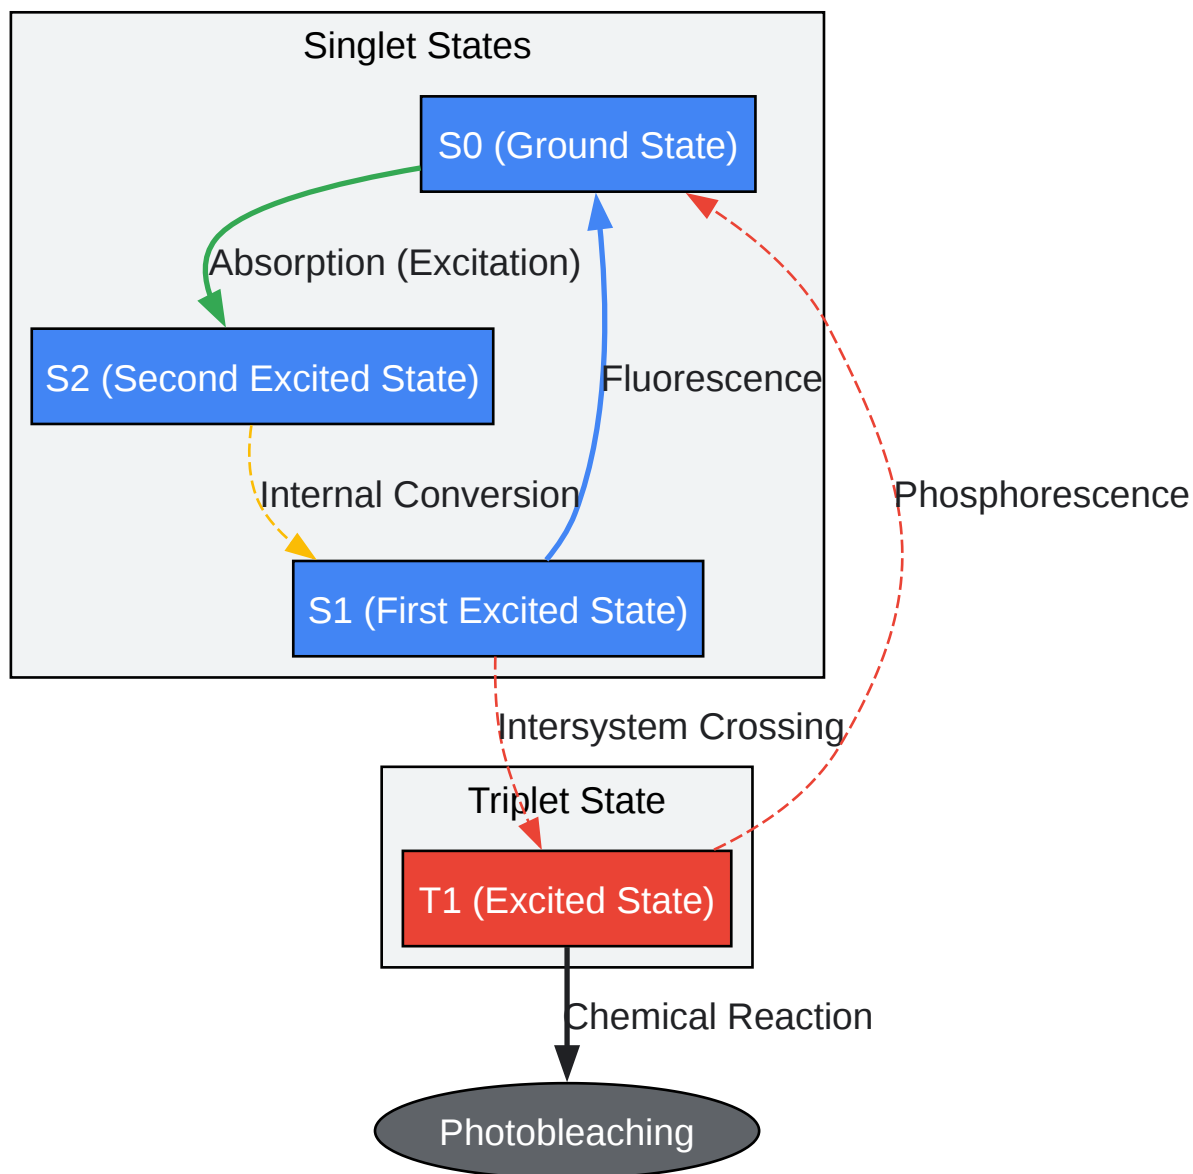 Singlet States
S0 (Ground State)
Absorption (Excitation)
S2 (Second Excited State)
Fluorescence
Internal Conversion
Phosphorescence
S1 (First Excited State)
Intersystem Crossing
Triplet State
T1 (Excited State)
Chemical Reaction
Photobleaching